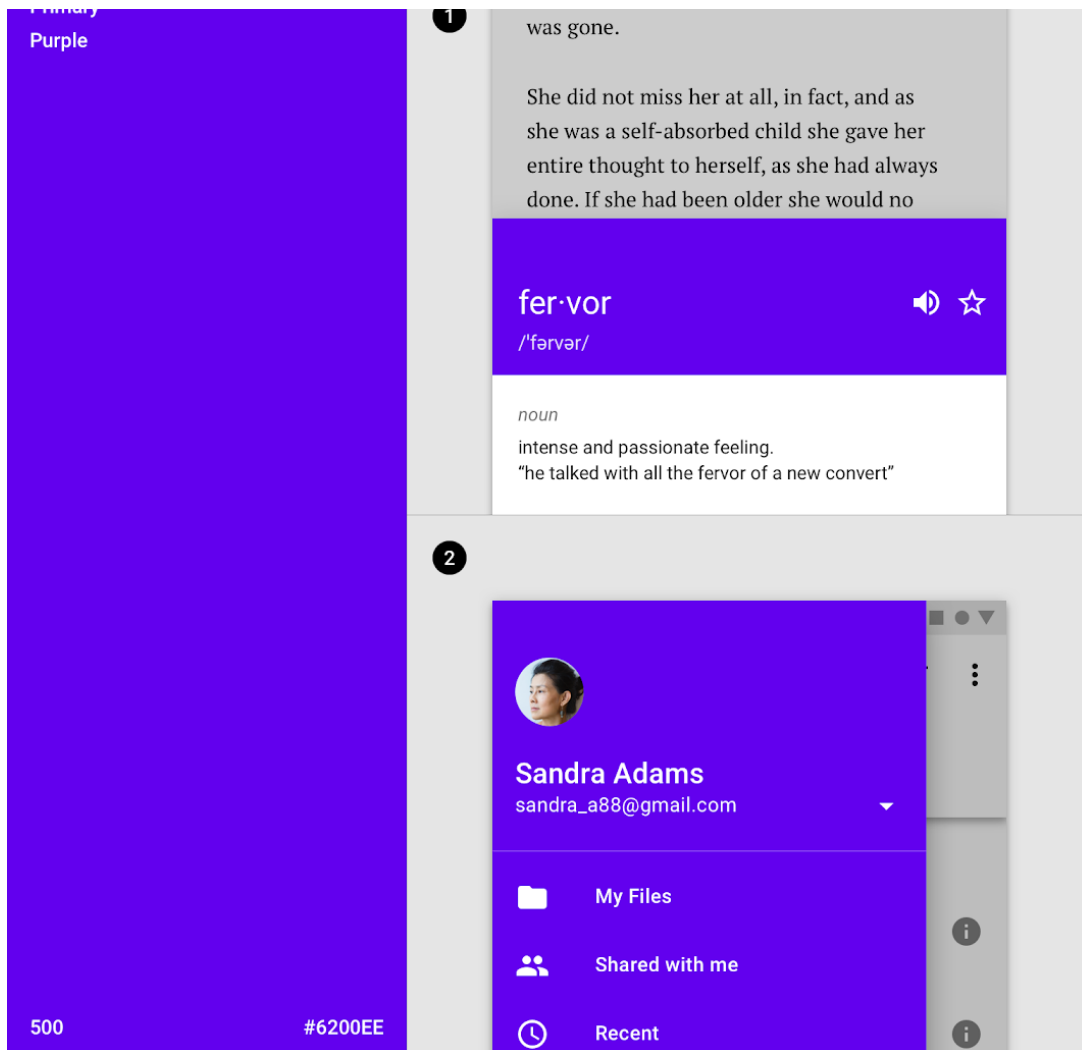 Primary
Purple
500 #6200EE
1
was gone.
She did not miss her at all, in fact, and as
she was a self-absorbed child she gave her
entire thought to herself, as she had always
done. If she had been older she would no
fer·vor
/ˈfərvər/
noun
intense and passionate feeling.
“he talked with all the fervor of a new convert”
2
Sandra Adams
sandra_a88@gmail.com
My Files
Shared with me
Recent